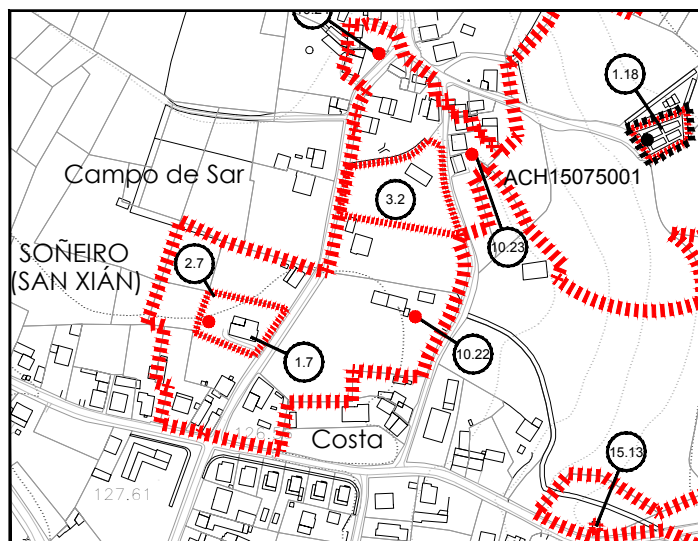 1.18
Campo de Sar
ACH15075001
3.2
10.23
SOÑEIRO
(SAN XIÁN)
2.7
1.7
10.22
Costa
15.13
127.61